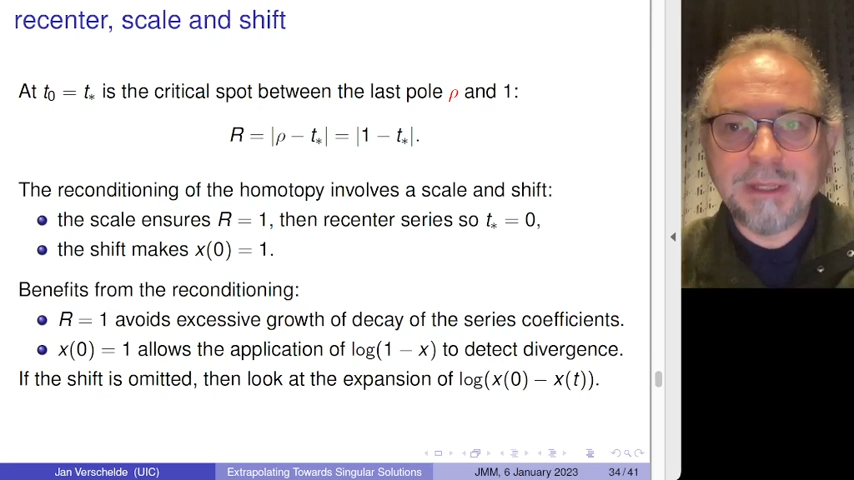 recenter, scale and shift
At t₀ = t∗ is the critical spot between the last pole ρ and 1:
R = |ρ − t∗| = |1 − t∗|.
The reconditioning of the homotopy involves a scale and shift:
the scale ensures R = 1, then recenter series so t∗ = 0,
the shift makes x(0) = 1.
Benefits from the reconditioning:
R = 1 avoids excessive growth of decay of the series coefficients.
x(0) = 1 allows the application of log(1 − x) to detect divergence.
If the shift is omitted, then look at the expansion of log(x(0) − x(t)).
Jan Verschelde (UIC) Extrapolating Towards Singular Solutions JMM, 6 January 2023 34 / 41